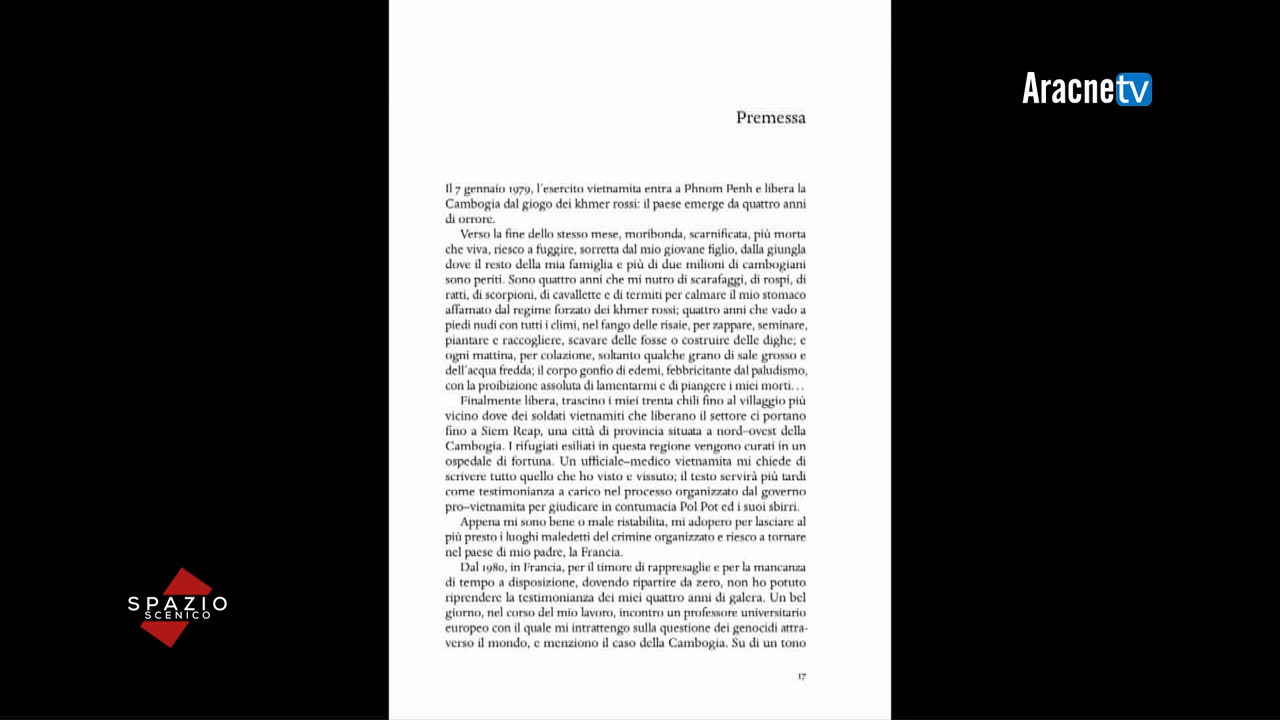 Aracnetv
Premessa
Il 7 gennaio 1979, l'esercito vietnamita entra a Phnom Penh e libera la
Cambogia dal giogo dei khmer rossi: il paese emerge da quattro anni
di orrore.
Verso la fine dello stesso mese, moribonda, scarnificata, più morta
che viva, riesco a fuggire, sorretta dal mio giovane figlio, dalla giungla
dove il resto della mia famiglia e più di due milioni di cambogiani
sono periti. Sono quattro anni che mi nutro di scarafaggi, di rospi, di
ratti, di scorpioni, di cavallette e di termiti per calmare il mio stomaco
affamato dal regime forzato dei khmer rossi; quattro anni che vado a
piedi nudi con tutti i climi, nel fango delle risaie, per zappare, seminare,
piantare e raccogliere, scavare delle fosse o costruire delle dighe; e
ogni mattina, per colazione, soltanto qualche grano di sale grosso e
dell'acqua fredda; il corpo gonfio di edemi, febbricitante dal paludismo,
con la proibizione assoluta di lamentarmi e di piangere i miei morti…
Finalmente libera, trascino i miei trenta chili fino al villaggio più
vicino dove dei soldati vietnamiti che liberano il settore ci portano
fino a Siem Reap, una città di provincia situata a nord–ovest della
Cambogia. I rifugiati esiliati in questa regione vengono curati in un
ospedale di fortuna. Un ufficiale–medico vietnamita mi chiede di
scrivere tutto quello che ho visto e vissuto; il testo servirà più tardi
come testimonianza a carico nel processo organizzato dal governo
pro–vietnamita per giudicare in contumacia Pol Pot ed i suoi sbirri.
Appena mi sono bene o male ristabilita, mi adopero per lasciare al
più presto i luoghi maledetti del crimine organizzato e riesco a tornare
nel paese di mio padre, la Francia.
Dal 1980, in Francia, per il timore di rappresaglie e per la mancanza
di tempo a disposizione, dovendo ripartire da zero, non ho potuto
riprendere la testimonianza dei miei quattro anni di galera. Un bel
giorno, nel corso del mio lavoro, incontro un professore universitario
europeo con il quale mi intrattengo sulla questione dei genocidi attra-
verso il mondo, e menziono il caso della Cambogia. Su di un tono
17
SPAZIO
SCENICO